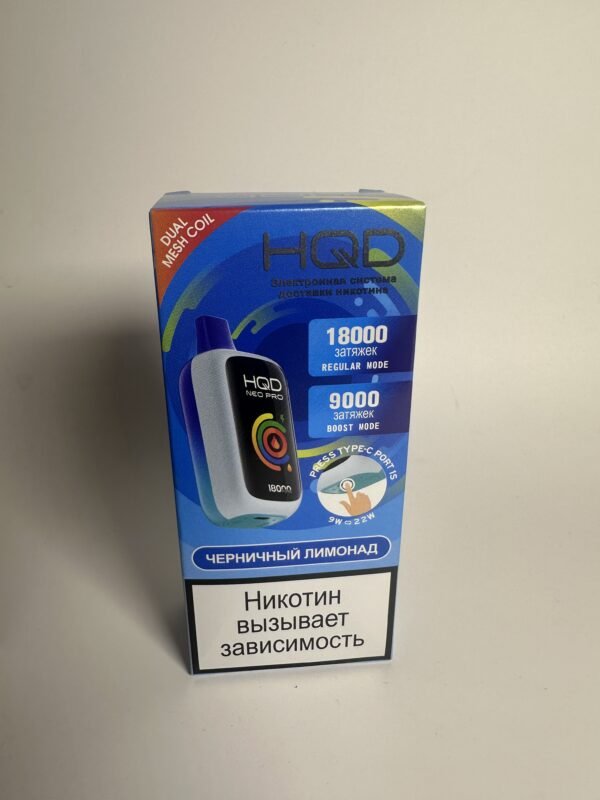 DUAL
MESH COIL
HQD
Электронная система
доставки никотина
18000
затяжек
REGULAR MODE
9000
затяжек
BOOST MODE
HQD
NEO PRO
18000
PRESS TYPE-C PORT IS
9W⇔22W
ЧЕРНИЧНЫЙ ЛИМОНАД
Никотин
вызывает
зависимость